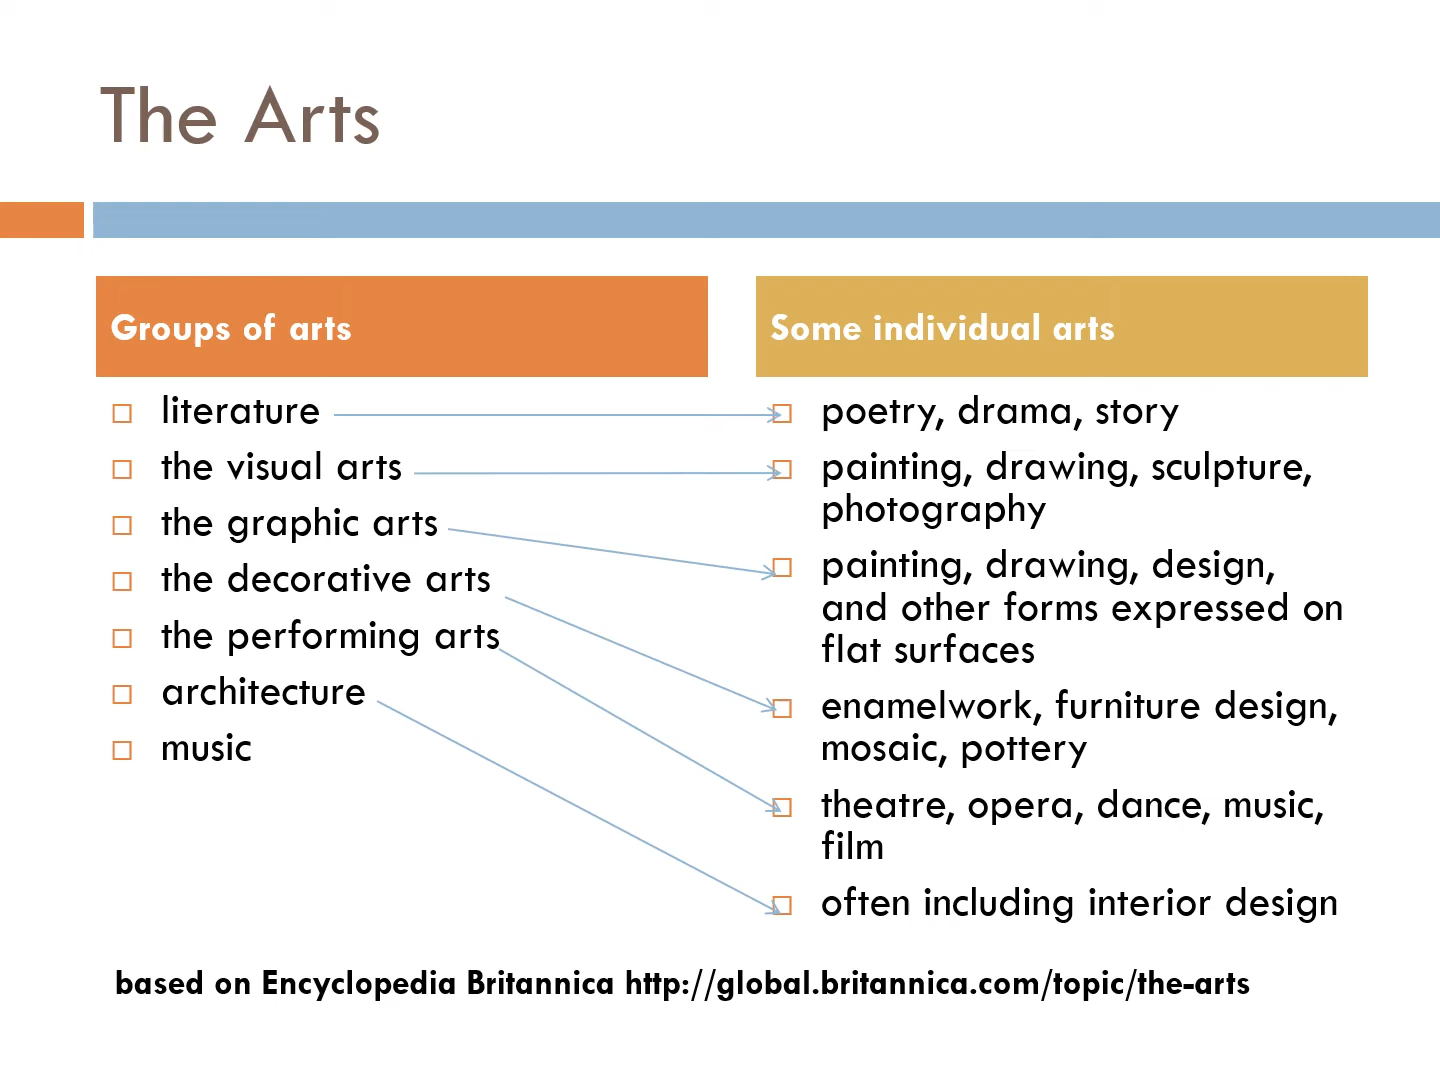 The Arts
Groups of arts
literature
the visual arts
the graphic arts
the decorative arts
the performing arts
architecture
music
Some individual arts
poetry, drama, story
painting, drawing, sculpture,
photography
painting, drawing, design,
and other forms expressed on
flat surfaces
enamelwork, furniture design,
mosaic, pottery
theatre, opera, dance, music,
film
often including interior design
based on Encyclopedia Britannica http://global.britannica.com/topic/the-arts